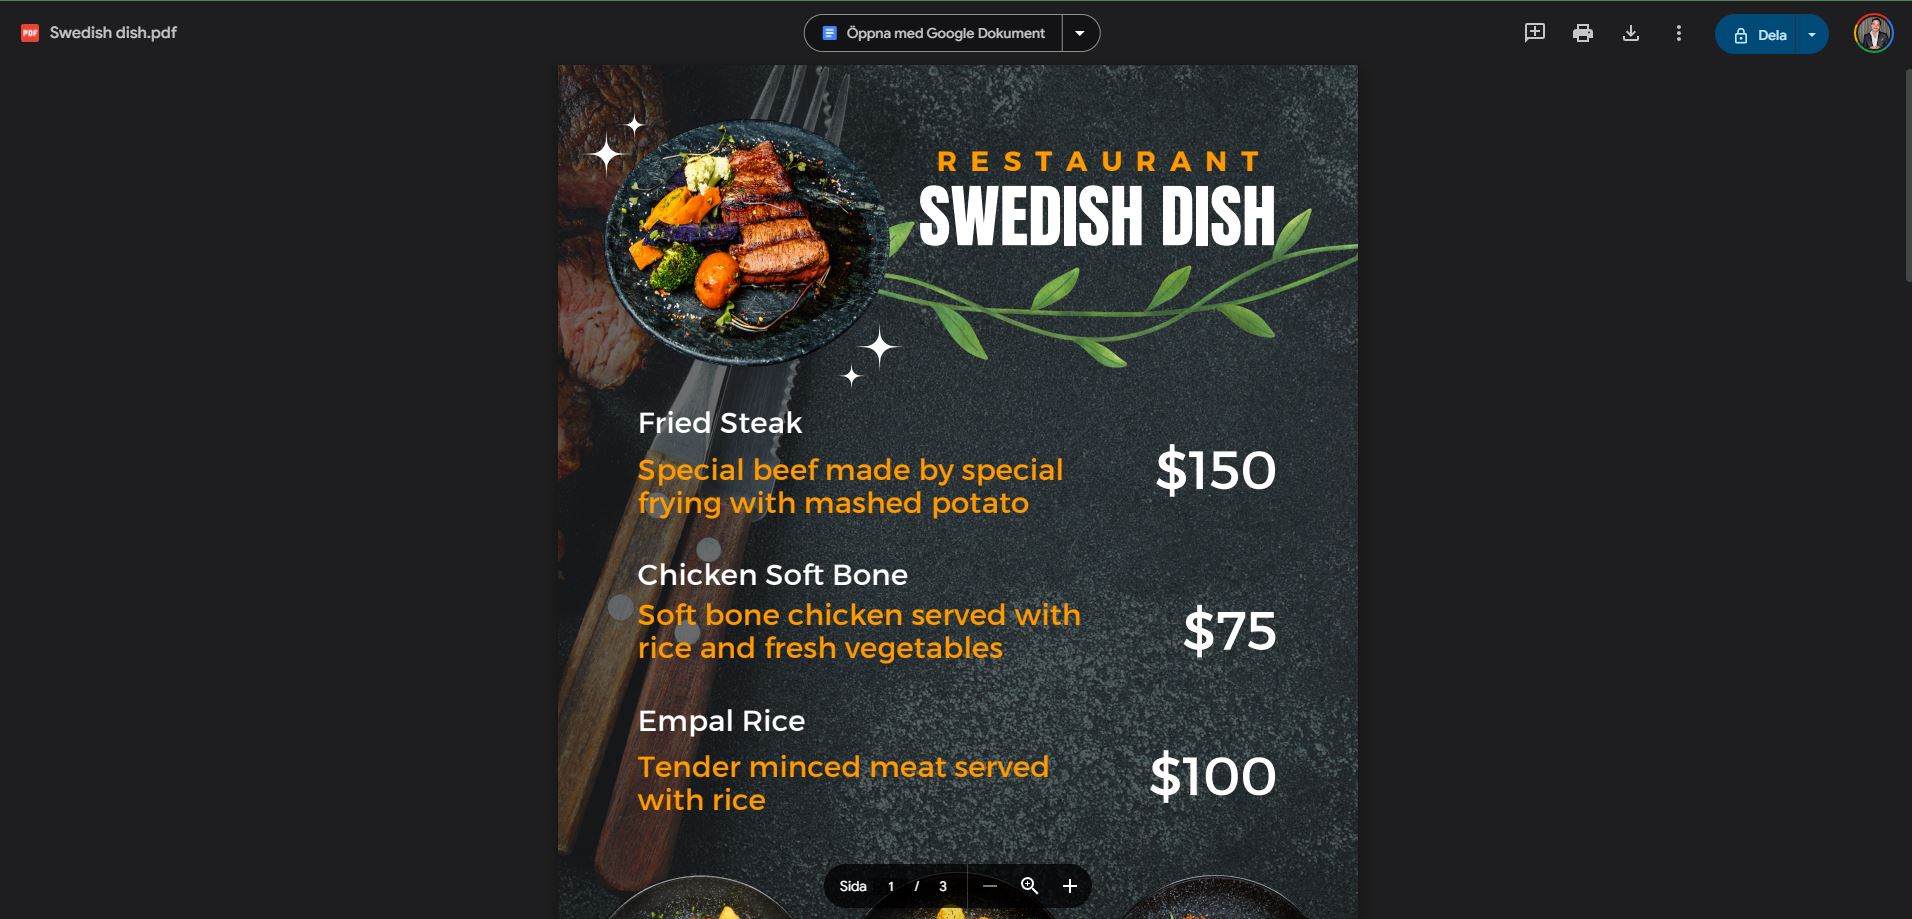 PDF
Swedish dish.pdf
Öppna med Google Dokument
Dela
RESTAURANT
SWEDISH DISH
Fried Steak
Special beef made by special
frying with mashed potato
$150
Chicken Soft Bone
Soft bone chicken served with
rice and fresh vegetables
$75
Empal Rice
Tender minced meat served
with rice
$100
Sida 1 / 3